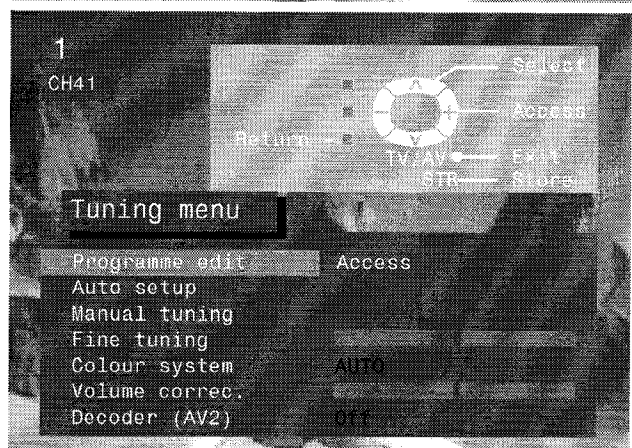 1
CH41
Select
Access
Return
TV/AV Exit
STR Store
Tuning menu
Programme edit Access
Auto setup
Manual tuning
Fine tuning
Colour system AUTO
Volume correc.
Decoder (AV2) Off